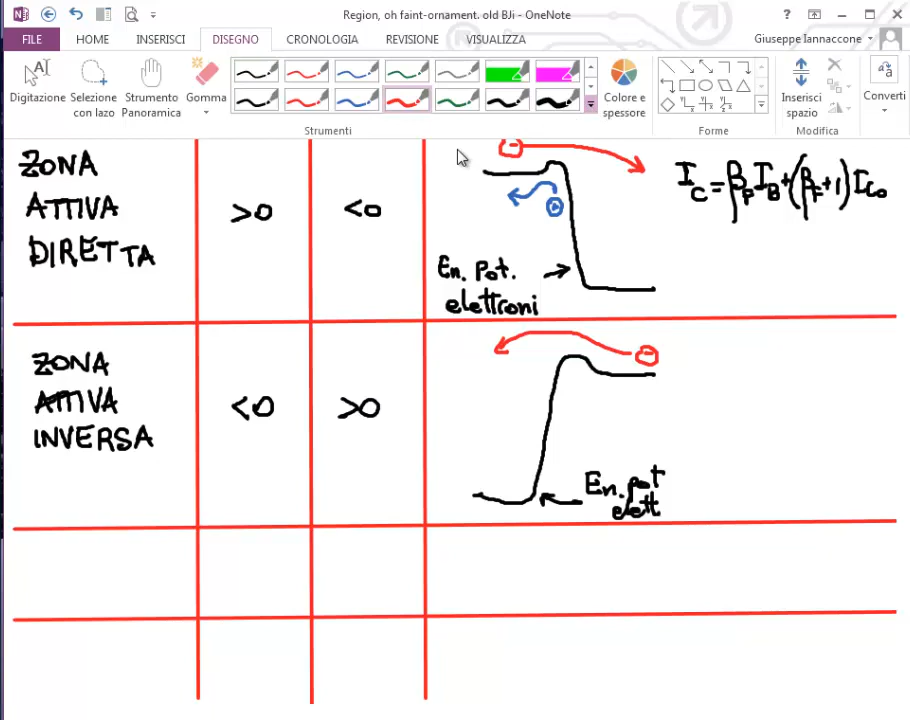 Region, oh faint-ornament. old BJi - OneNote
FILE
HOME
INSERISCI
DISEGNO
CRONOLOGIA
REVISIONE
VISUALIZZA
Giuseppe Iannaccone
Digitazione
Selezione
con lazo
Strumento
Panoramica
Gomma
Colore e
spessore
Inserisci
spazio
Converti
Strumenti
Forme
Modifica
ZONA
ATTIVA
DIRETTA
>0
<0
En. Pot.
elettroni
I_C = β_F I_B + (β_F + 1) I_C0
ZONA
ATTIVA
INVERSA
<0
>0
En. pot
elett